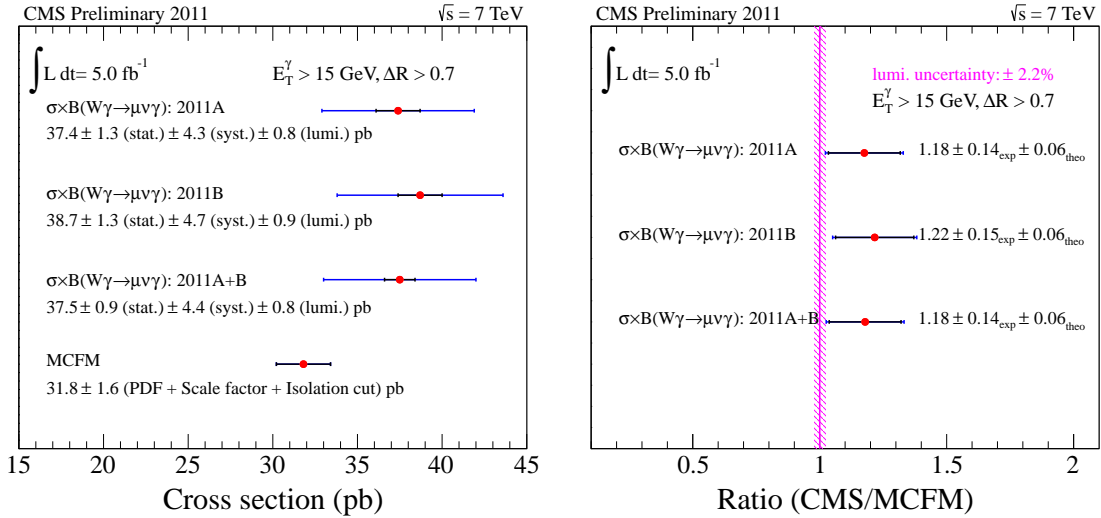 CMS Preliminary 2011
√s = 7 TeV
∫ L dt= 5.0 fb⁻¹
E_T^γ > 15 GeV, ΔR > 0.7
σ×B(Wγ→μνγ): 2011A
37.4 ± 1.3 (stat.) ± 4.3 (syst.) ± 0.8 (lumi.) pb
σ×B(Wγ→μνγ): 2011B
38.7 ± 1.3 (stat.) ± 4.7 (syst.) ± 0.9 (lumi.) pb
σ×B(Wγ→μνγ): 2011A+B
37.5 ± 0.9 (stat.) ± 4.4 (syst.) ± 0.8 (lumi.) pb
MCFM
31.8 ± 1.6 (PDF + Scale factor + Isolation cut) pb
15 20 25 30 35 40 45
Cross section (pb)
CMS Preliminary 2011
√s = 7 TeV
∫ L dt= 5.0 fb⁻¹
lumi. uncertainty: ± 2.2%
E_T^γ > 15 GeV, ΔR > 0.7
σ×B(Wγ→μνγ): 2011A
1.18 ± 0.14_exp ± 0.06_theo
σ×B(Wγ→μνγ): 2011B
1.22 ± 0.15_exp ± 0.06_theo
σ×B(Wγ→μνγ): 2011A+B
1.18 ± 0.14_exp ± 0.06_theo
0.5 1 1.5 2
Ratio (CMS/MCFM)